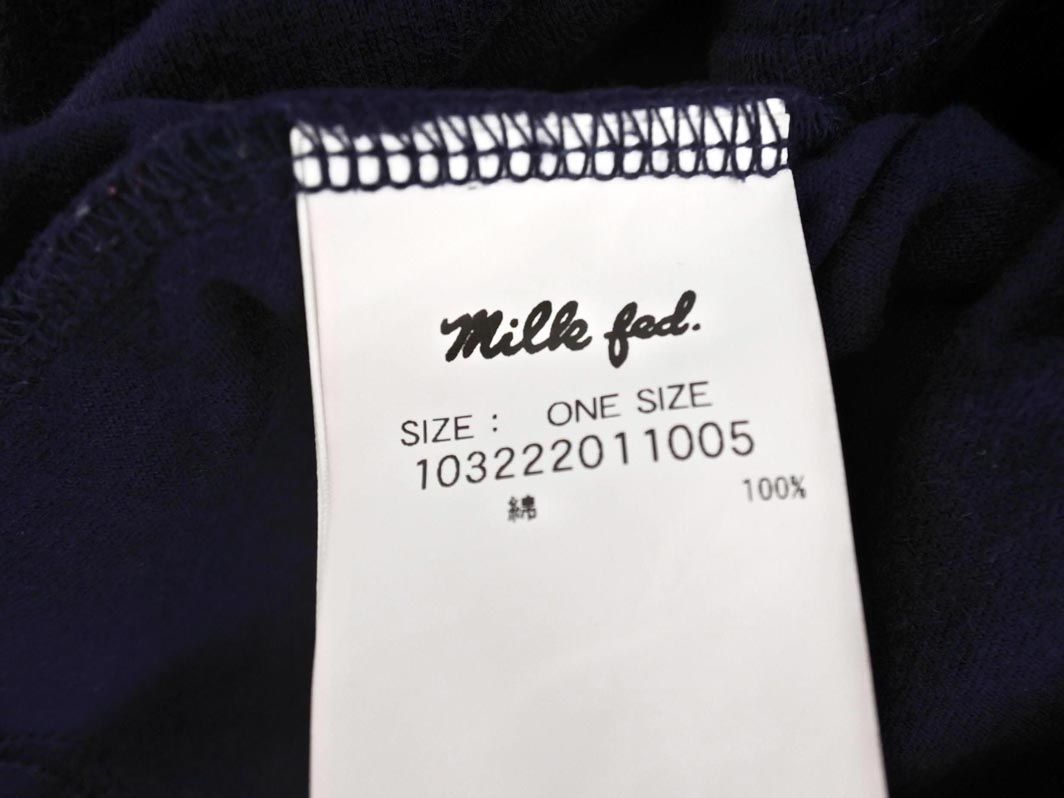 Milk fed.
SIZE : ONE SIZE
103222011005
綿 100%